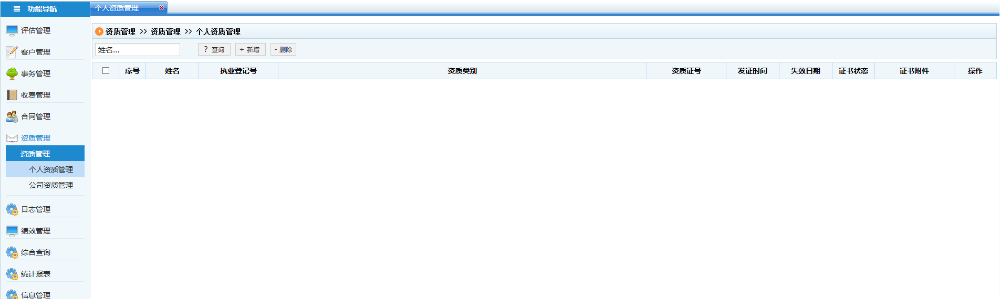 功能导航
个人资质管理
资质管理 >> 资质管理 >> 个人资质管理
姓名... ? 查询 + 新增 - 删除
序号 姓名 执业登记号 资质类别 资质证号 发证时间 失效日期 证书状态 证书附件 操作
评估管理
客户管理
事务管理
收费管理
合同管理
资质管理
资质管理
个人资质管理
公司资质管理
日志管理
绩效管理
综合查询
统计报表
信息管理